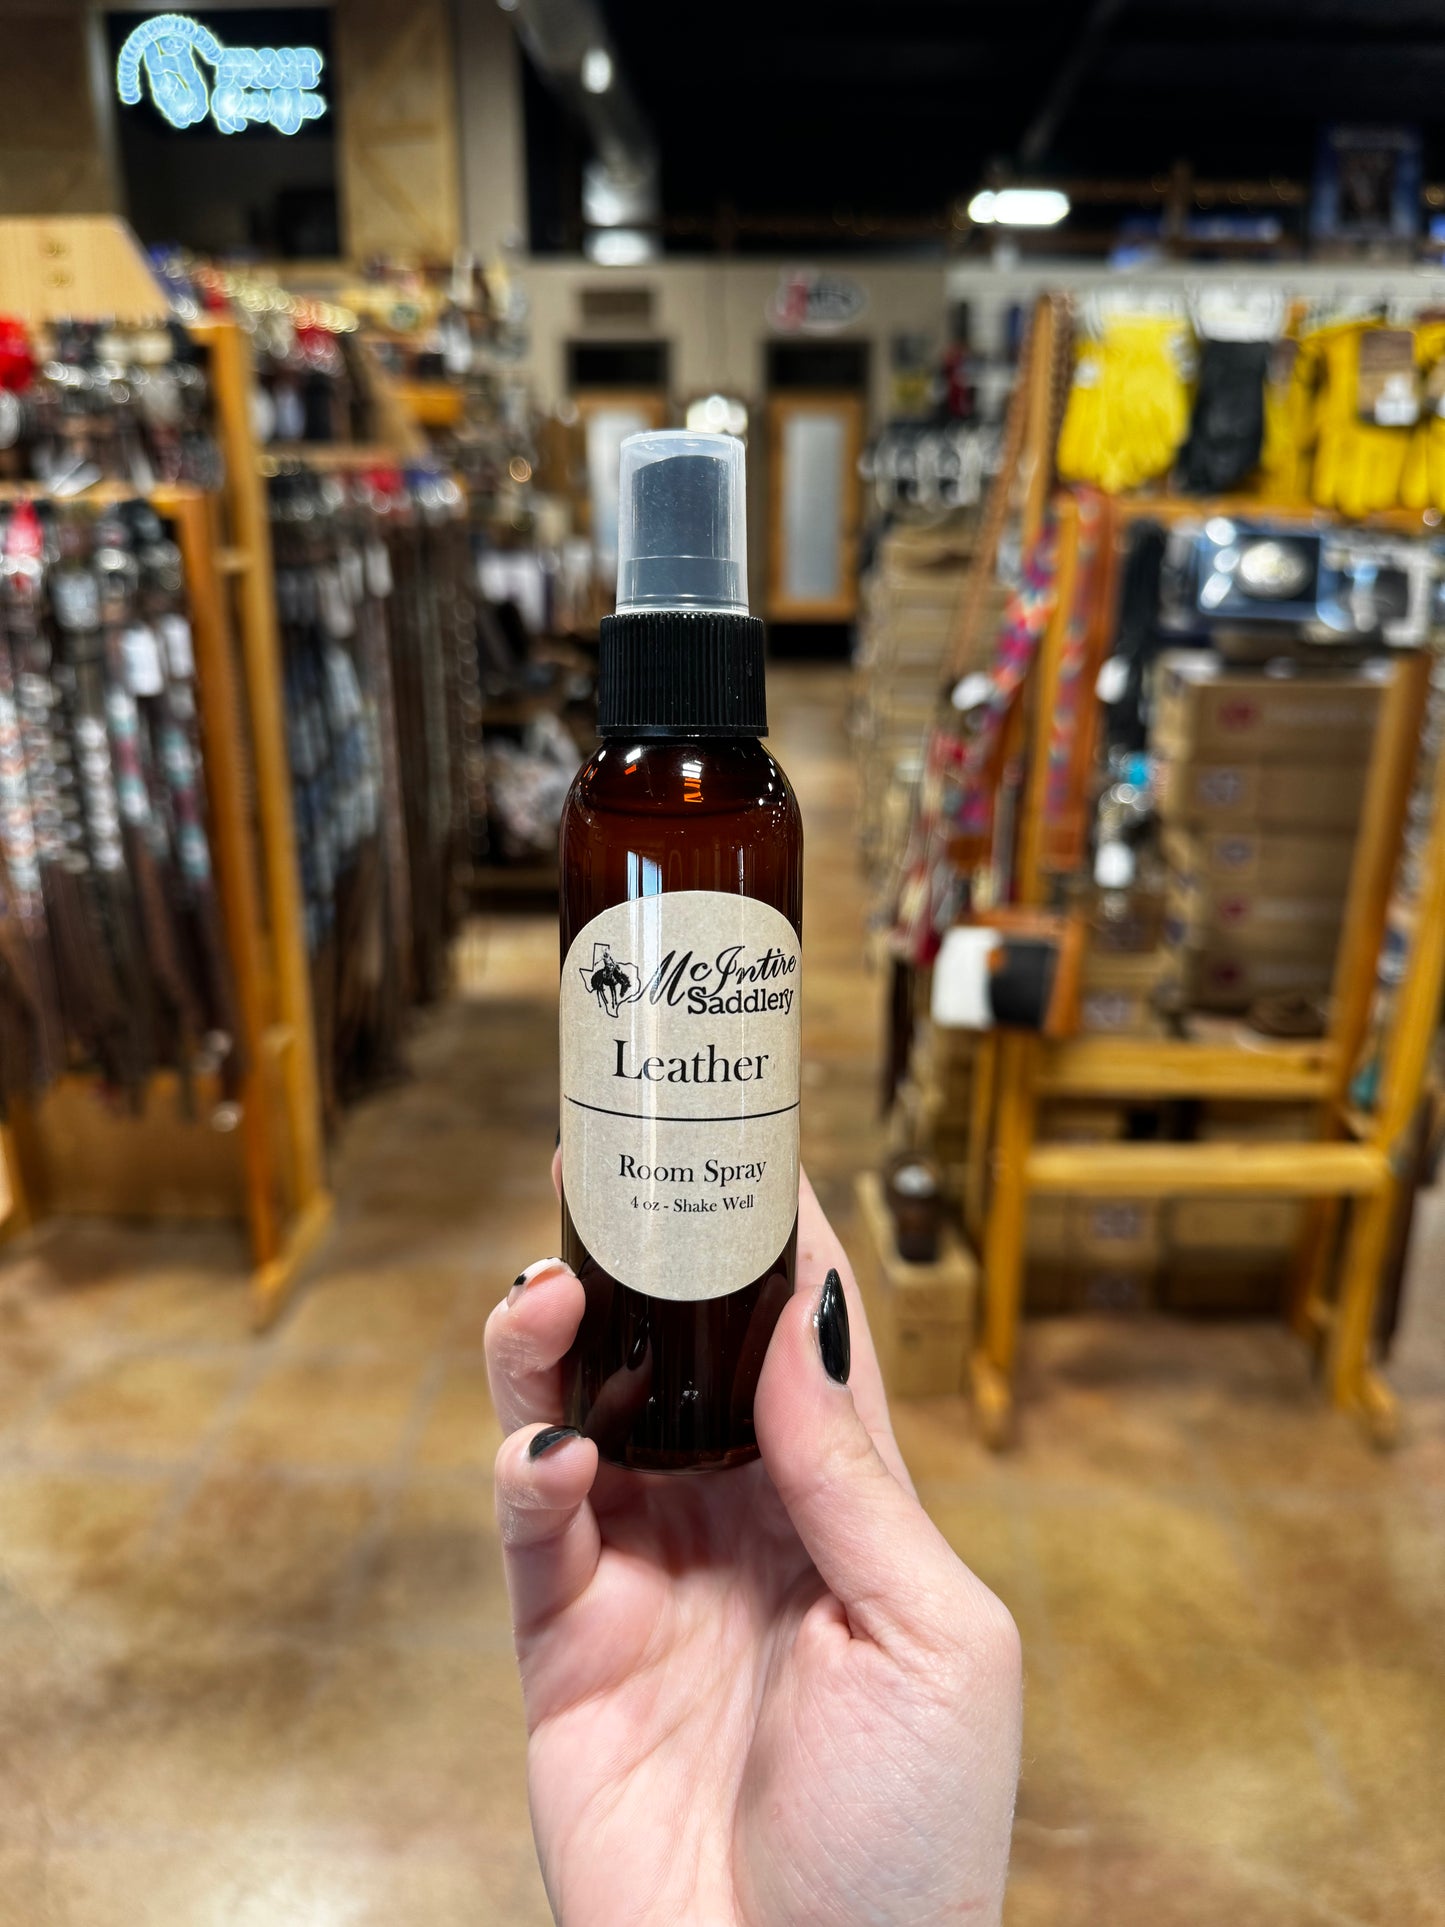 McIntire
Saddlery
Leather
Room Spray
4 oz - Shake Well